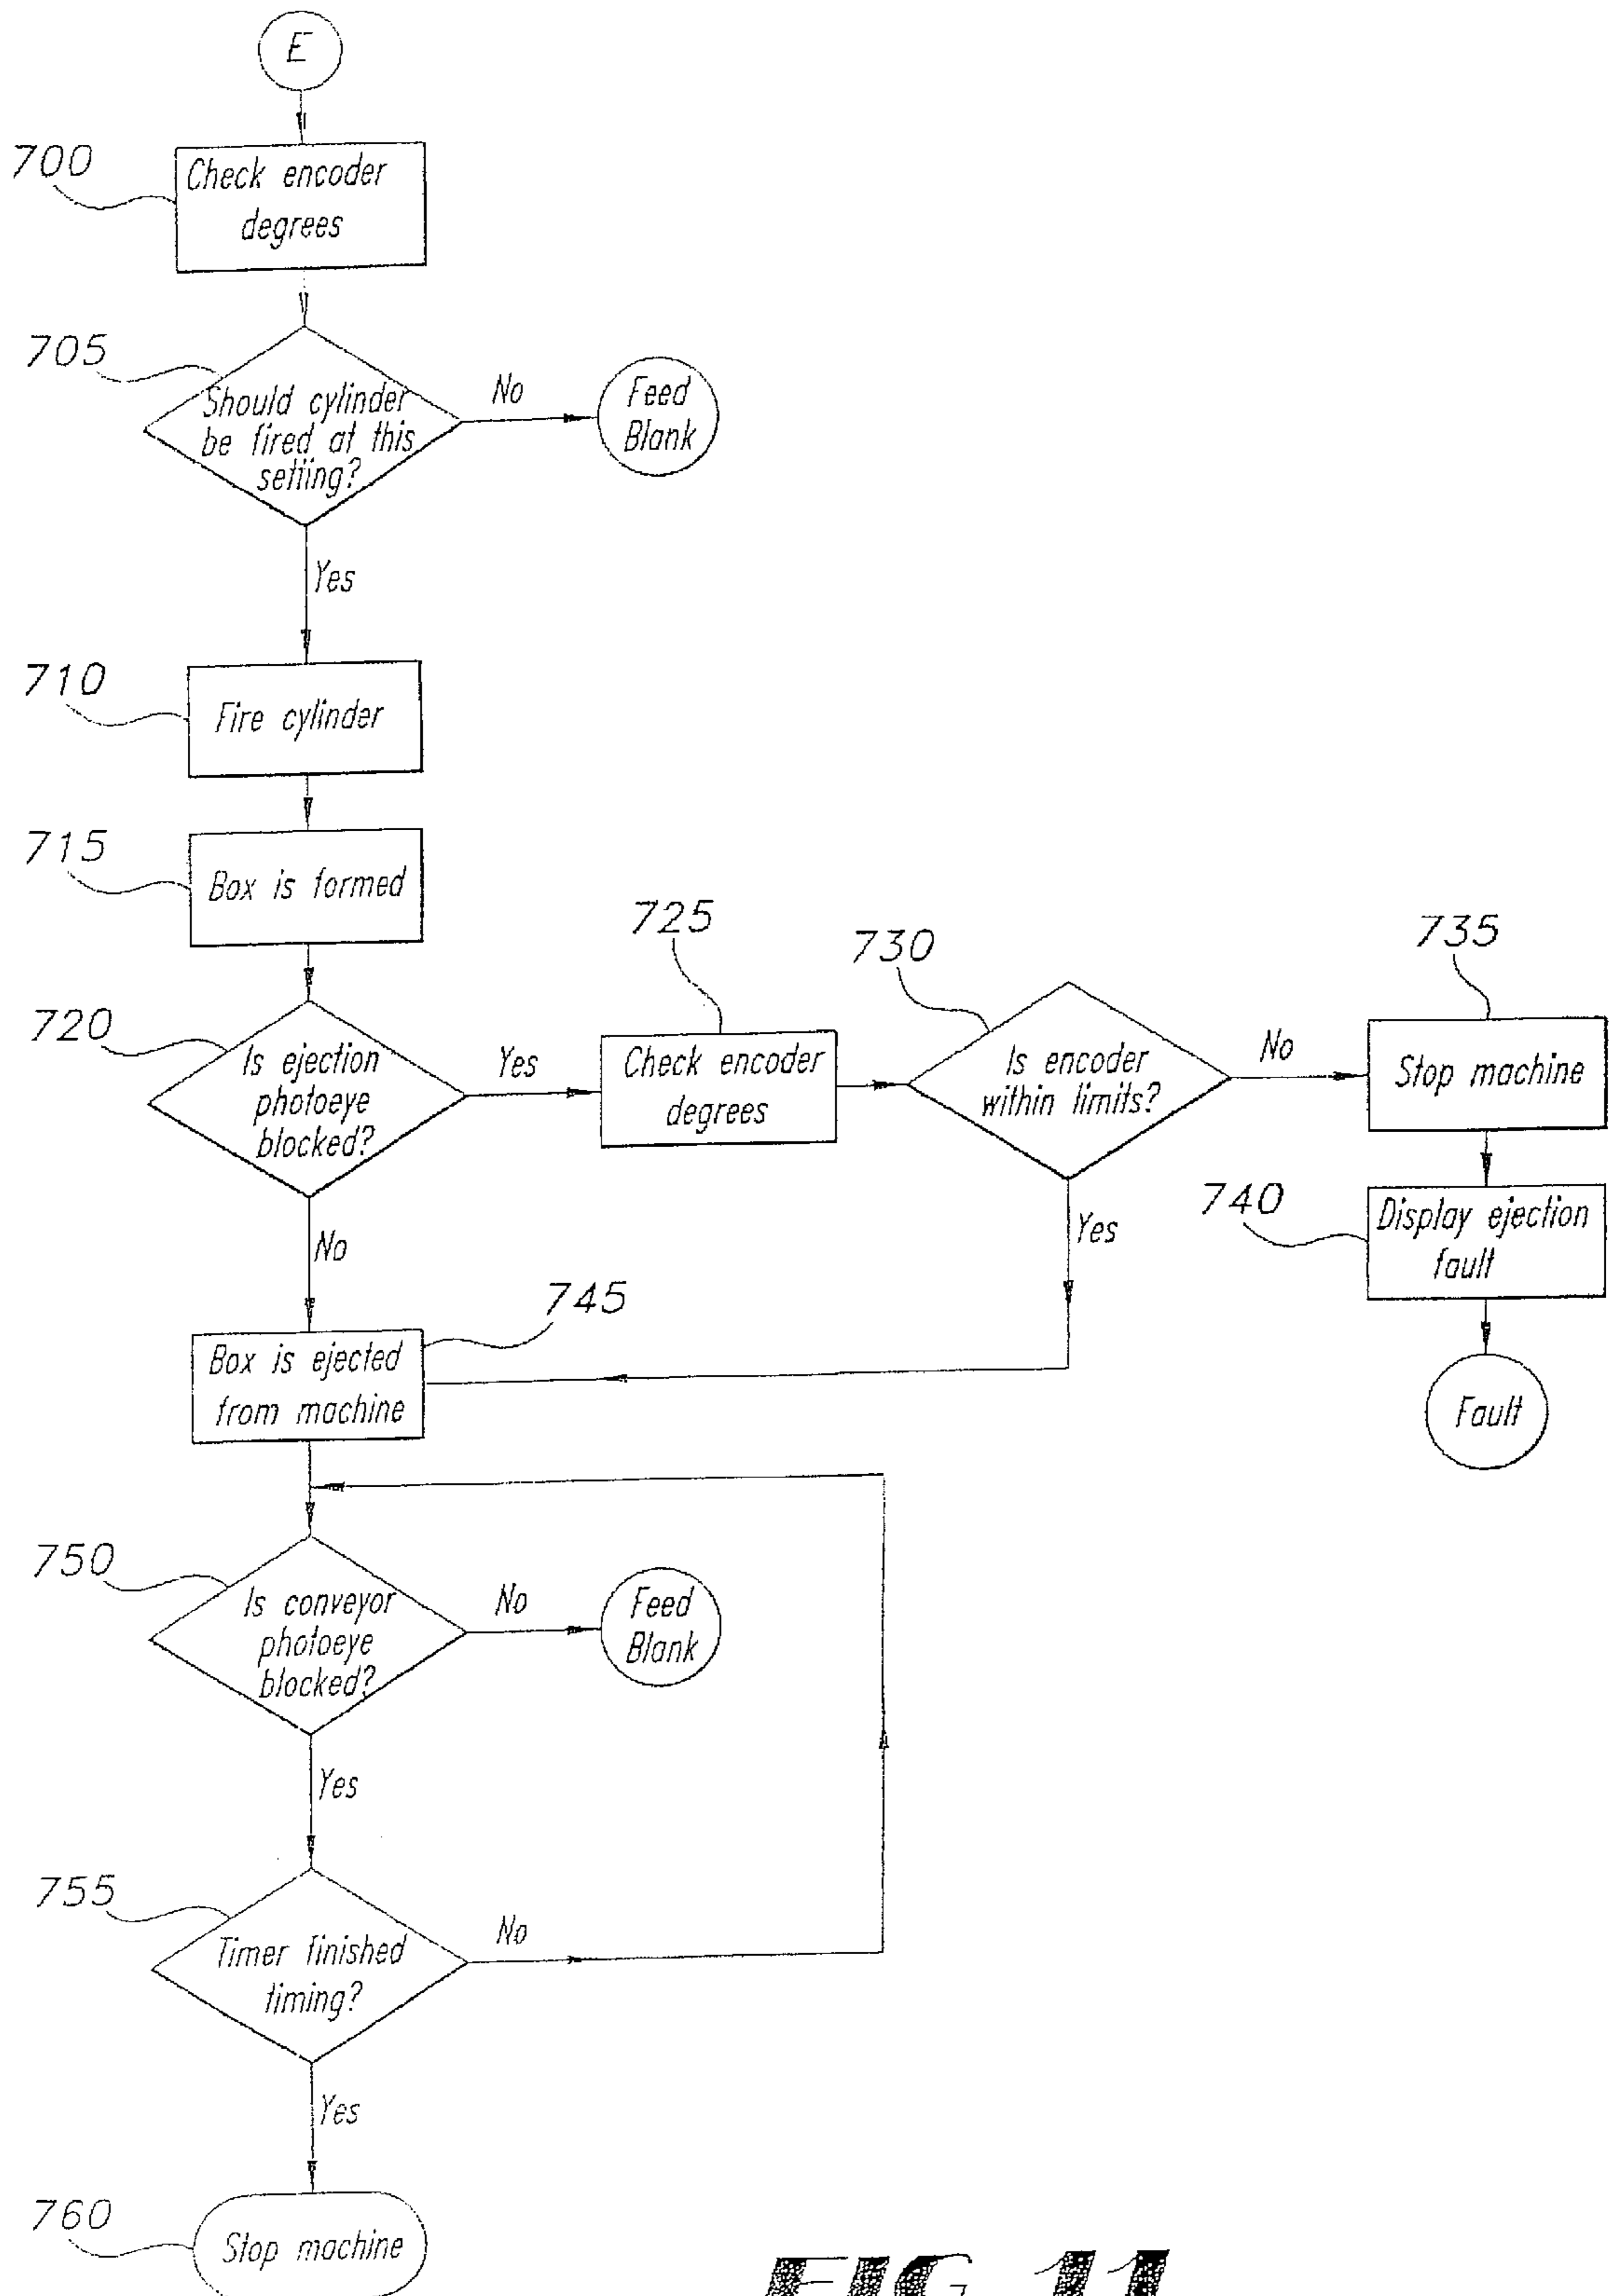 E
700
Check encoder
degrees
705
Should cylinder
be fired at this
setting?
No
Feed
Blank
Yes
710
Fire cylinder
715
Box is formed
720
Is ejection
photoeye
blocked?
Yes
725
Check encoder
degrees
730
Is encoder
within limits?
No
735
Stop machine
740
Display ejection
fault
Fault
Yes
No
745
Box is ejected
from machine
750
Is conveyor
photoeye
blocked?
No
Feed
Blank
Yes
755
Timer finished
timing?
No
Yes
760
Stop machine
FIG. 11